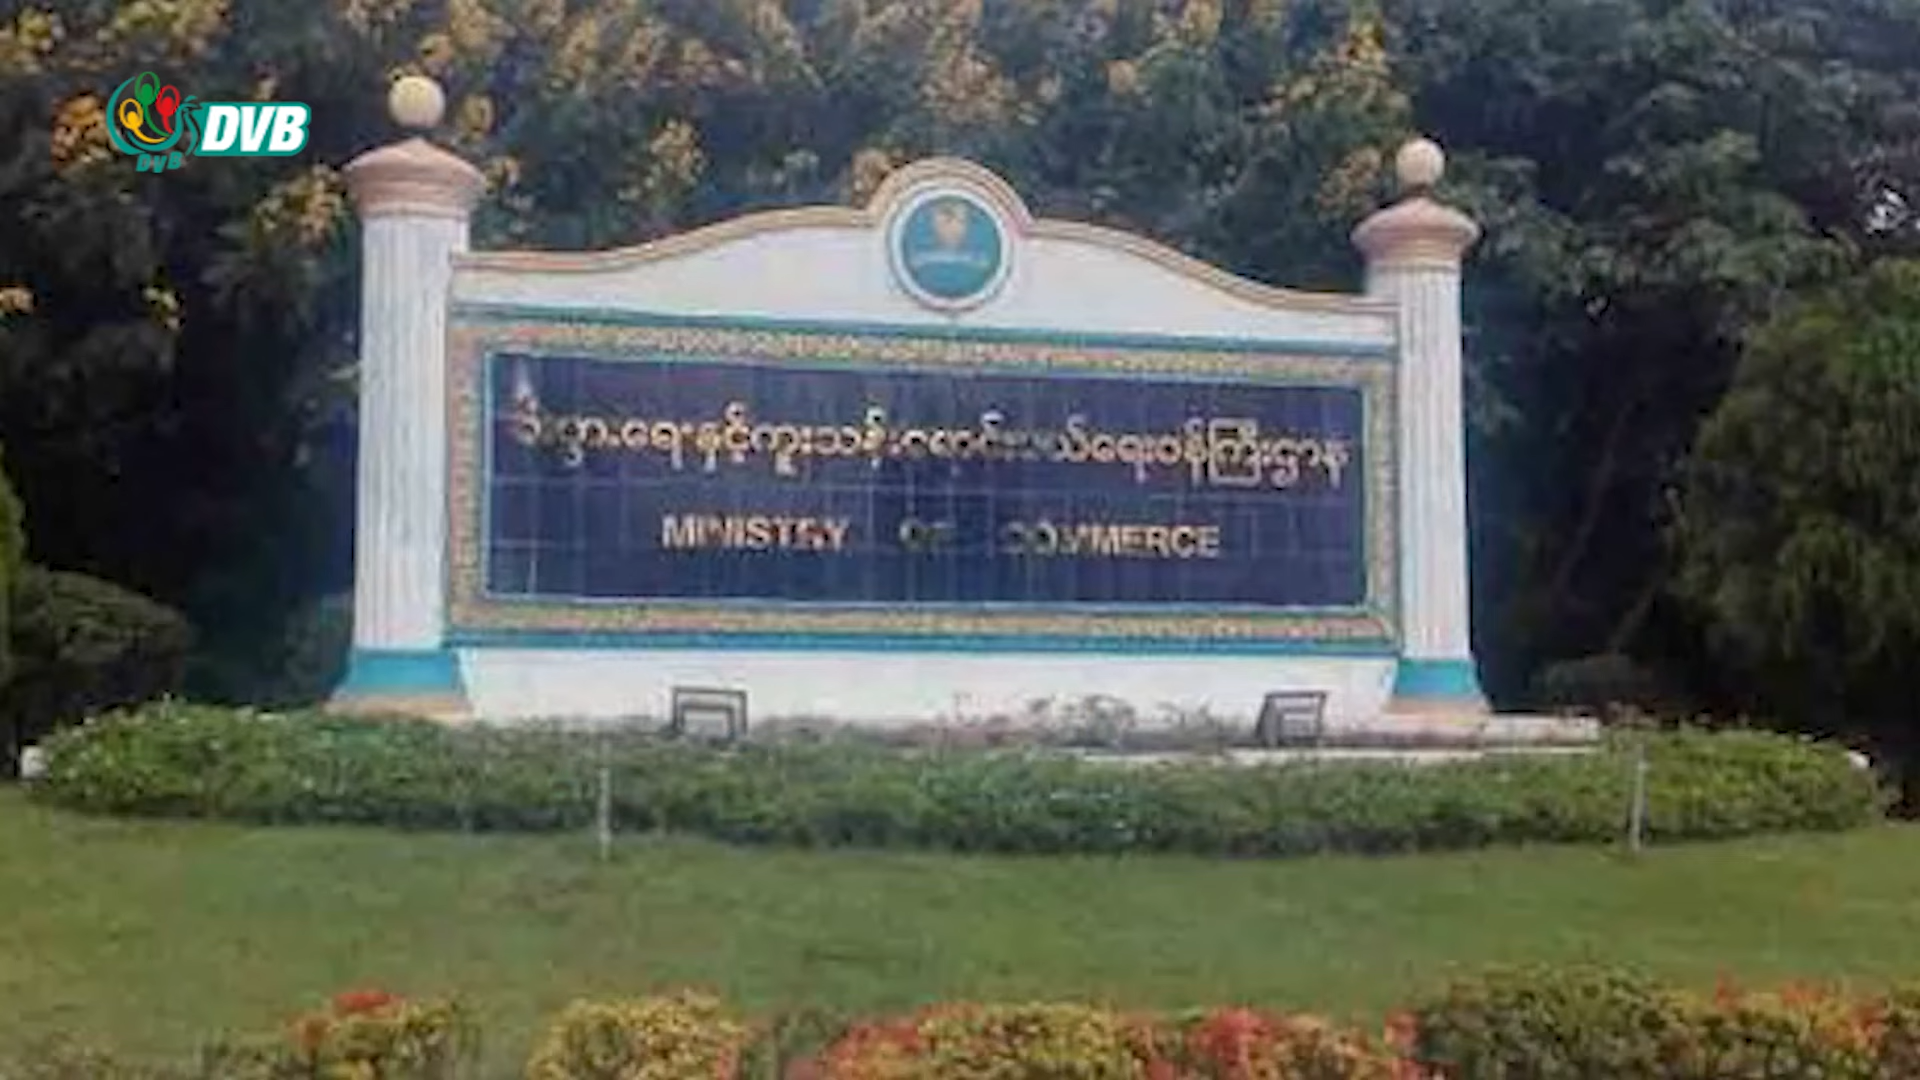 DVB
DVB
စီးပွားရေးနှင့်ကူးသန်းရောင်းဝယ်ရေးဝန်ကြီးဌာန
MINISTRY OF COMMERCE